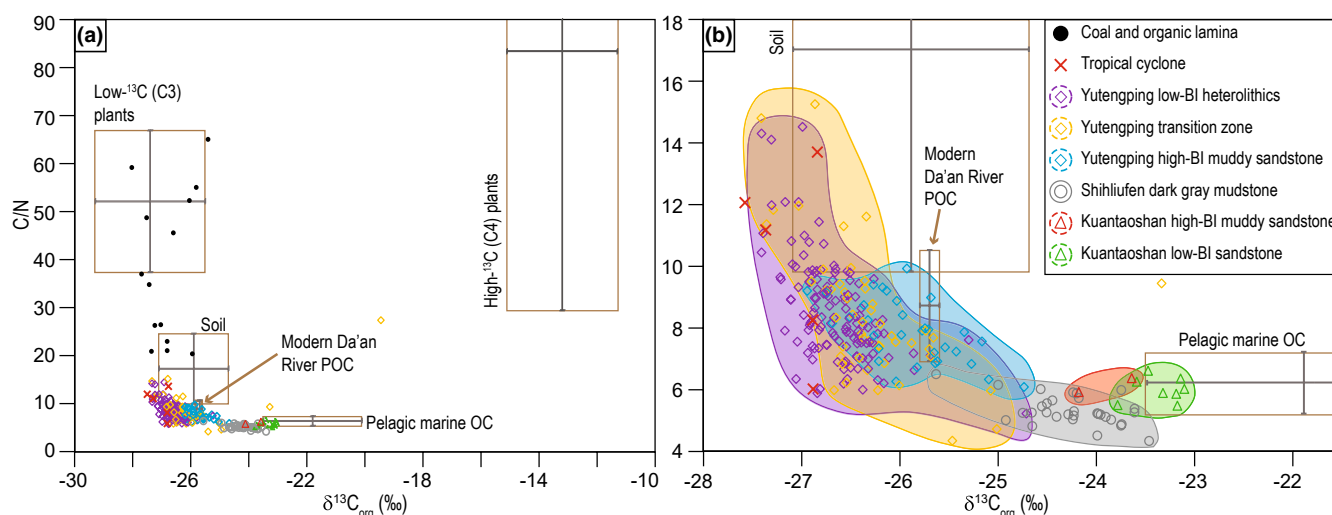 (a)
90
80
70
60
50
40
30
20
10
0
C/N
Low-¹³C (C3)
plants
High-¹³C (C4) plants
Soil
Modern Da'an
River POC
Pelagic marine OC
-30
-26
-22
-18
-14
-10
δ¹³C_org (‰)
(b)
18
16
14
12
10
8
6
4
Soil
Modern
Da'an River
POC
Pelagic marine OC
-28
-27
-26
-25
-24
-23
-22
δ¹³C_org (‰)
Coal and organic lamina
Tropical cyclone
Yutengping low-BI heterolithics
Yutengping transition zone
Yutengping high-BI muddy sandstone
Shihliufen dark gray mudstone
Kuantaoshan high-BI muddy sandstone
Kuantaoshan low-BI sandstone